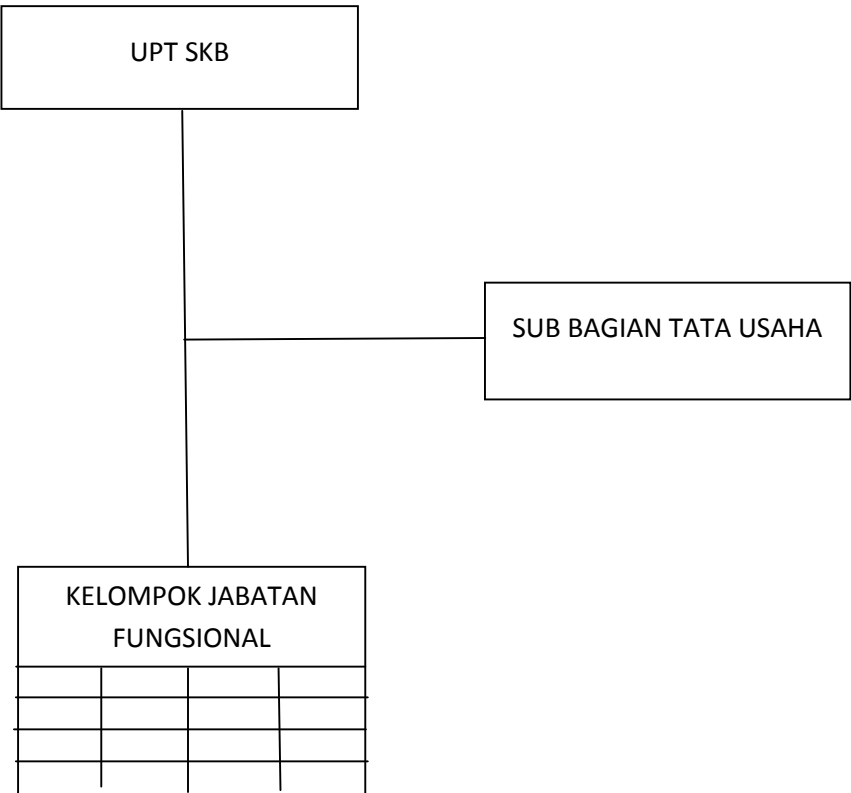 UPT SKB
SUB BAGIAN TATA USAHA
KELOMPOK JABATAN
FUNGSIONAL